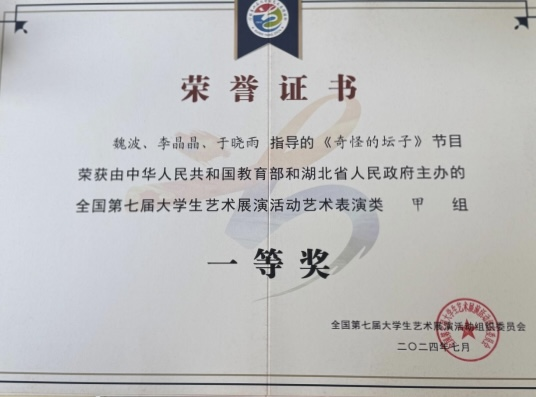 荣誉证书
魏波、李晶晶、于晓雨 指导的《奇怪的坛子》节目
荣获由中华人民共和国教育部和湖北省人民政府主办的
全国第七届大学生艺术展演活动艺术表演类 甲 组
一等奖
全国第七届大学生艺术展演活动组织委员会
二〇二四年七月